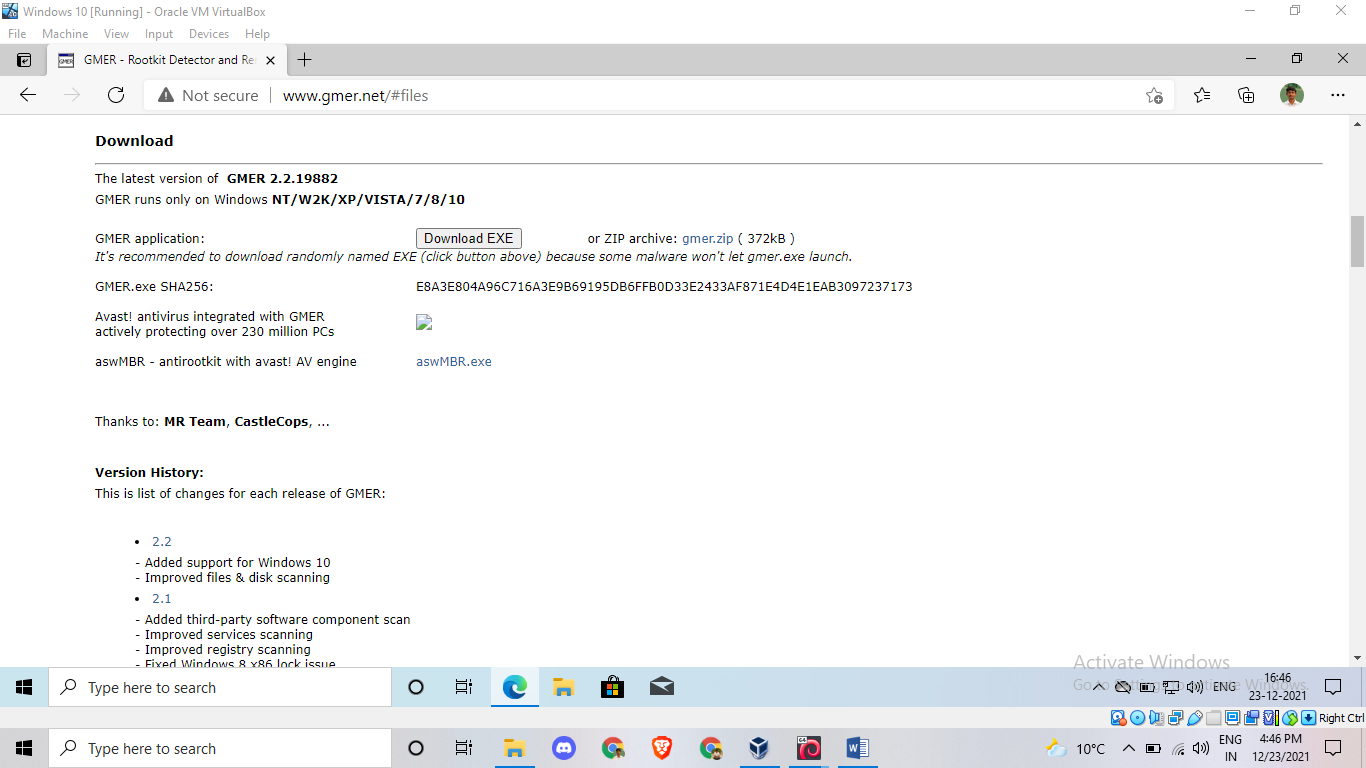 Windows 10 [Running] - Oracle VM VirtualBox
File Machine View Input Devices Help
GMER - Rootkit Detector and Re
Not secure www.gmer.net/#files
Download
The latest version of GMER 2.2.19882
GMER runs only on Windows NT/W2K/XP/VISTA/7/8/10
GMER application: Download EXE or ZIP archive: gmer.zip ( 372kB )
It's recommended to download randomly named EXE (click button above) because some malware won't let gmer.exe launch.
GMER.exe SHA256: E8A3E804A96C716A3E9B69195DB6FFB0D33E2433AF871E4D4E1EAB3097237173
Avast! antivirus integrated with GMER
actively protecting over 230 million PCs
aswMBR - antirootkit with avast! AV engine aswMBR.exe
Thanks to: MR Team, CastleCops, ...
Version History:
This is list of changes for each release of GMER:
• 2.2
- Added support for Windows 10
- Improved files & disk scanning
• 2.1
- Added third-party software component scan
- Improved services scanning
- Improved registry scanning
- Fixed Windows 8 x86 lock issue
Activate Windows
Type here to search ENG 16:46
23-12-2021
Right Ctrl
Type here to search 10°C ENG 4:46 PM
IN 12/23/2021